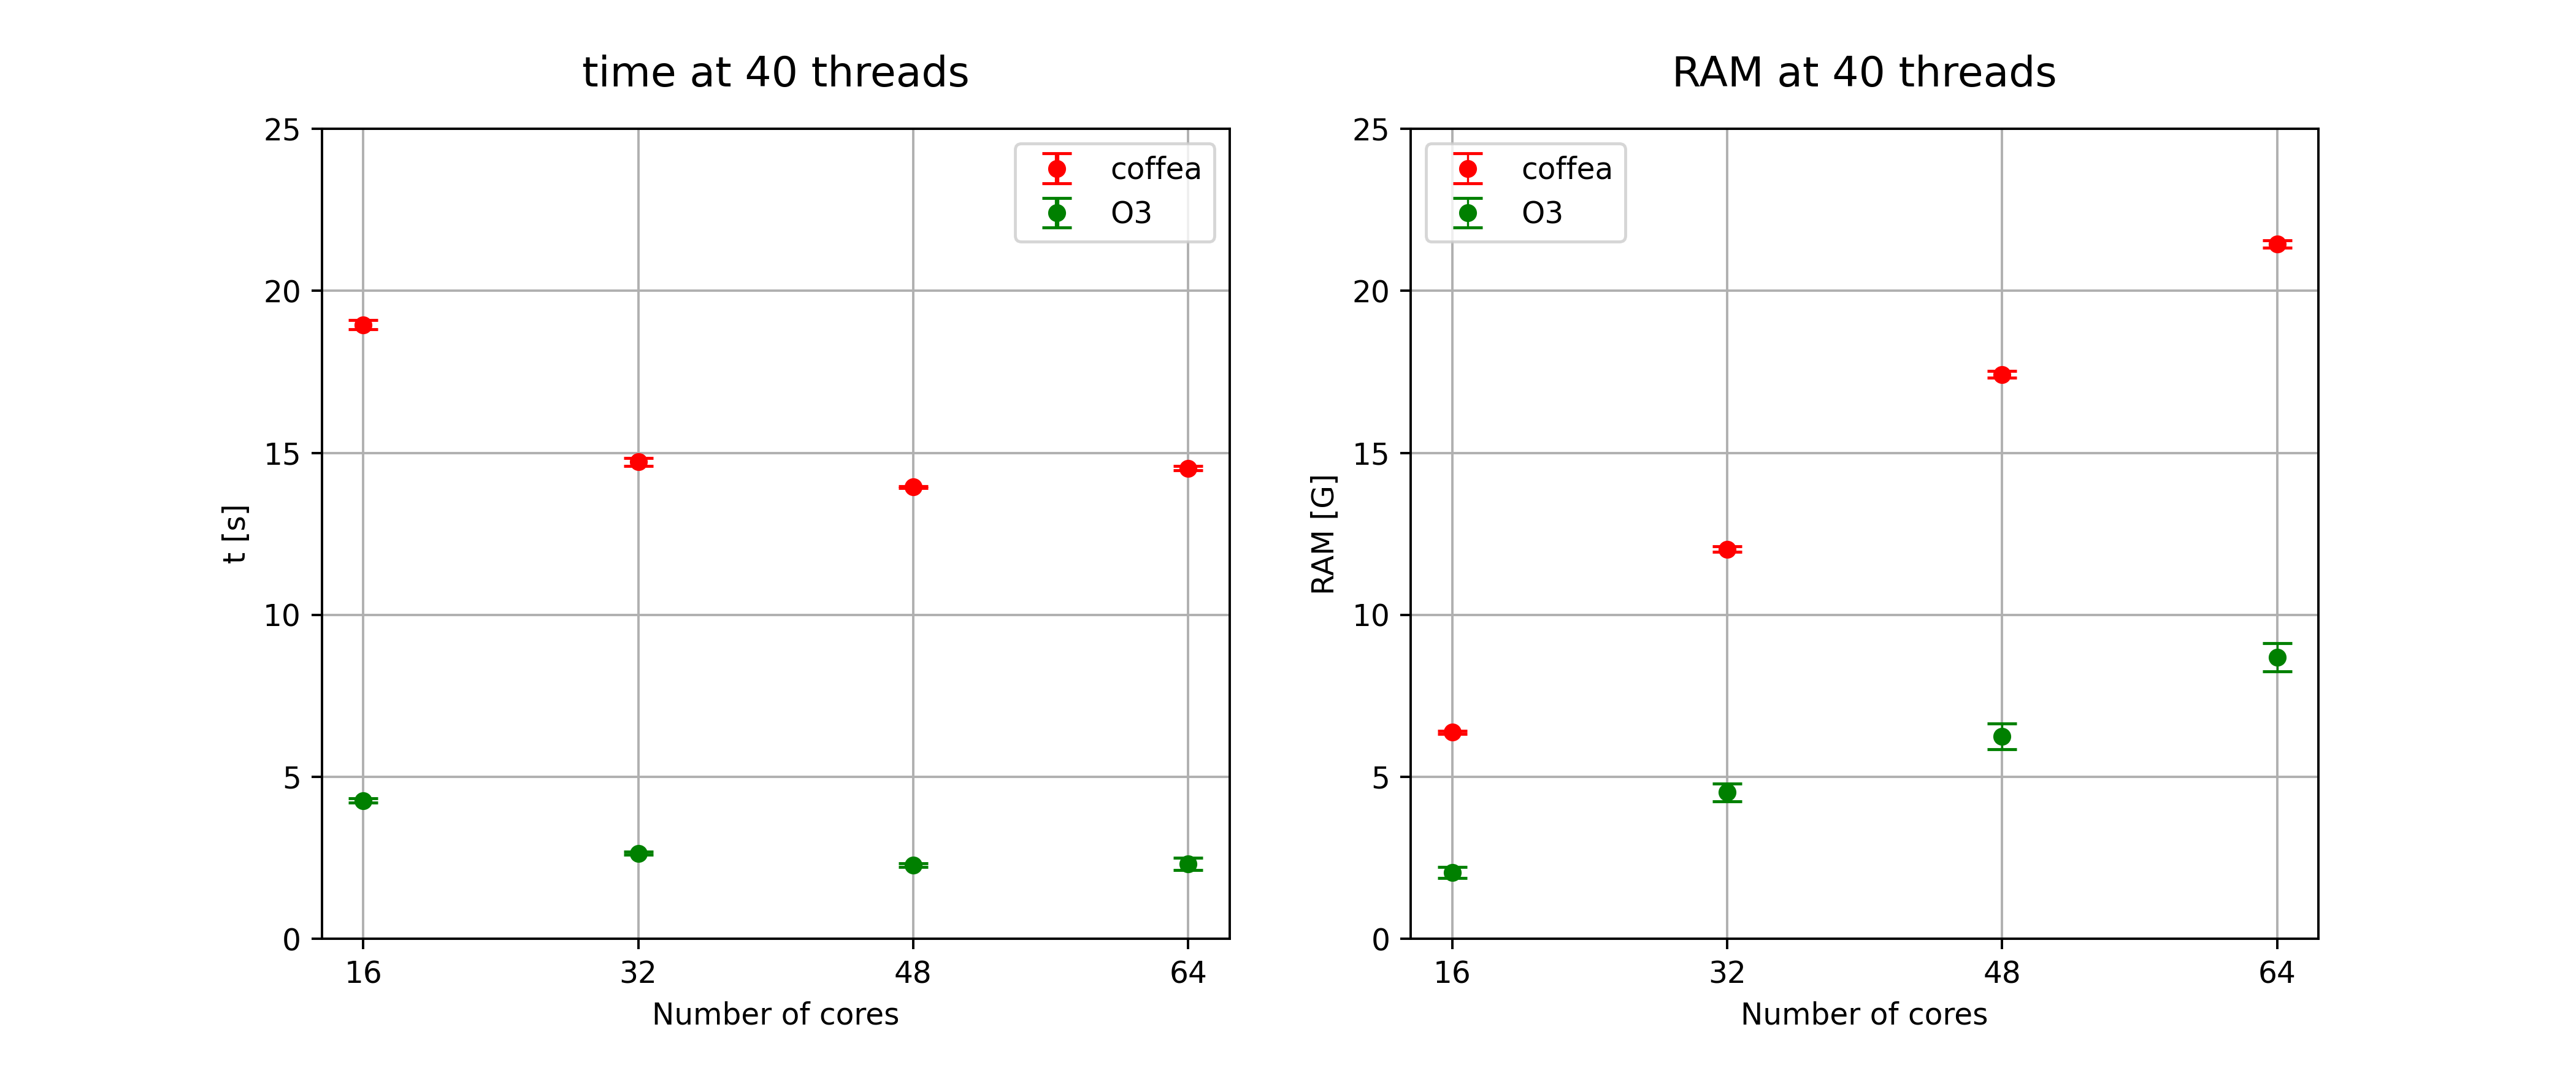 time at 40 threads
25
20
15
10
5
0
t [s]
coffea
O3
16 32 48 64
Number of cores
RAM at 40 threads
25
20
15
10
5
0
RAM [G]
coffea
O3
16 32 48 64
Number of cores